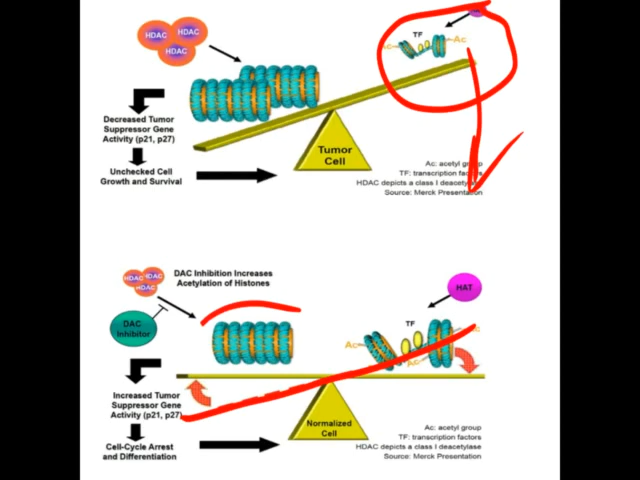 HDAC
HDAC
HDAC
TF
Ac
Ac
Decreased Tumor
Suppressor Gene
Activity (p21, p27)
Unchecked Cell
Growth and Survival
Tumor
Cell
Ac: acetyl group
TF: transcription factors
HDAC depicts a class I
Source: Merck Presentation
DAC Inhibition Increases
Acetylation of Histones
HDAC
HDAC
HDAC
HAT
DAC
Inhibitor
TF
Ac
Ac
Increased Tumor
Suppressor Gene
Activity (p21, p27)
Normalized
Cell
Cell-Cycle Arrest
and Differentiation
Ac: acetyl group
TF: transcription factors
HDAC depicts a class I deacetylase
Source: Merck Presentation